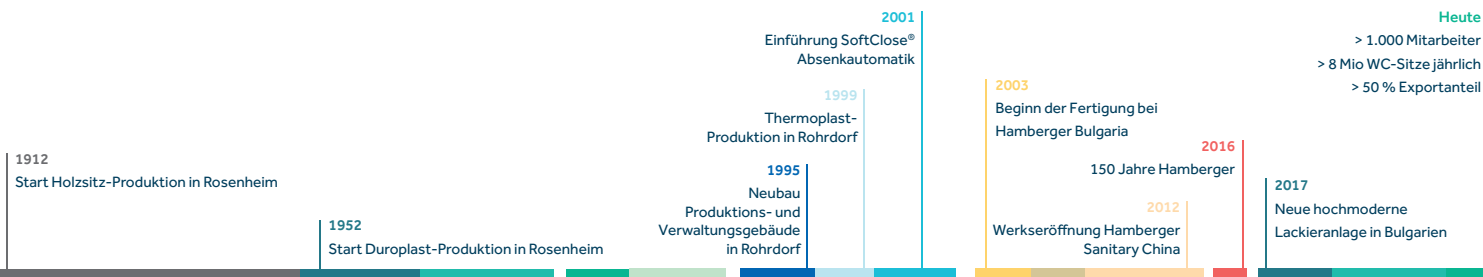 1912
Start Holzsitz-Produktion in Rosenheim
1952
Start Duroplast-Produktion in Rosenheim
1995
Neubau
Produktions- und
Verwaltungsgebäude
in Rohrdorf
1999
Thermoplast-
Produktion in Rohrdorf
2001
Einführung SoftClose®
Absenkautomatik
2003
Beginn der Fertigung bei
Hamberger Bulgaria
2012
Werkseröffnung Hamberger
Sanitary China
2016
150 Jahre Hamberger
2017
Neue hochmoderne
Lackieranlage in Bulgarien
Heute
> 1.000 Mitarbeiter
> 8 Mio WC-Sitze jährlich
> 50 % Exportanteil